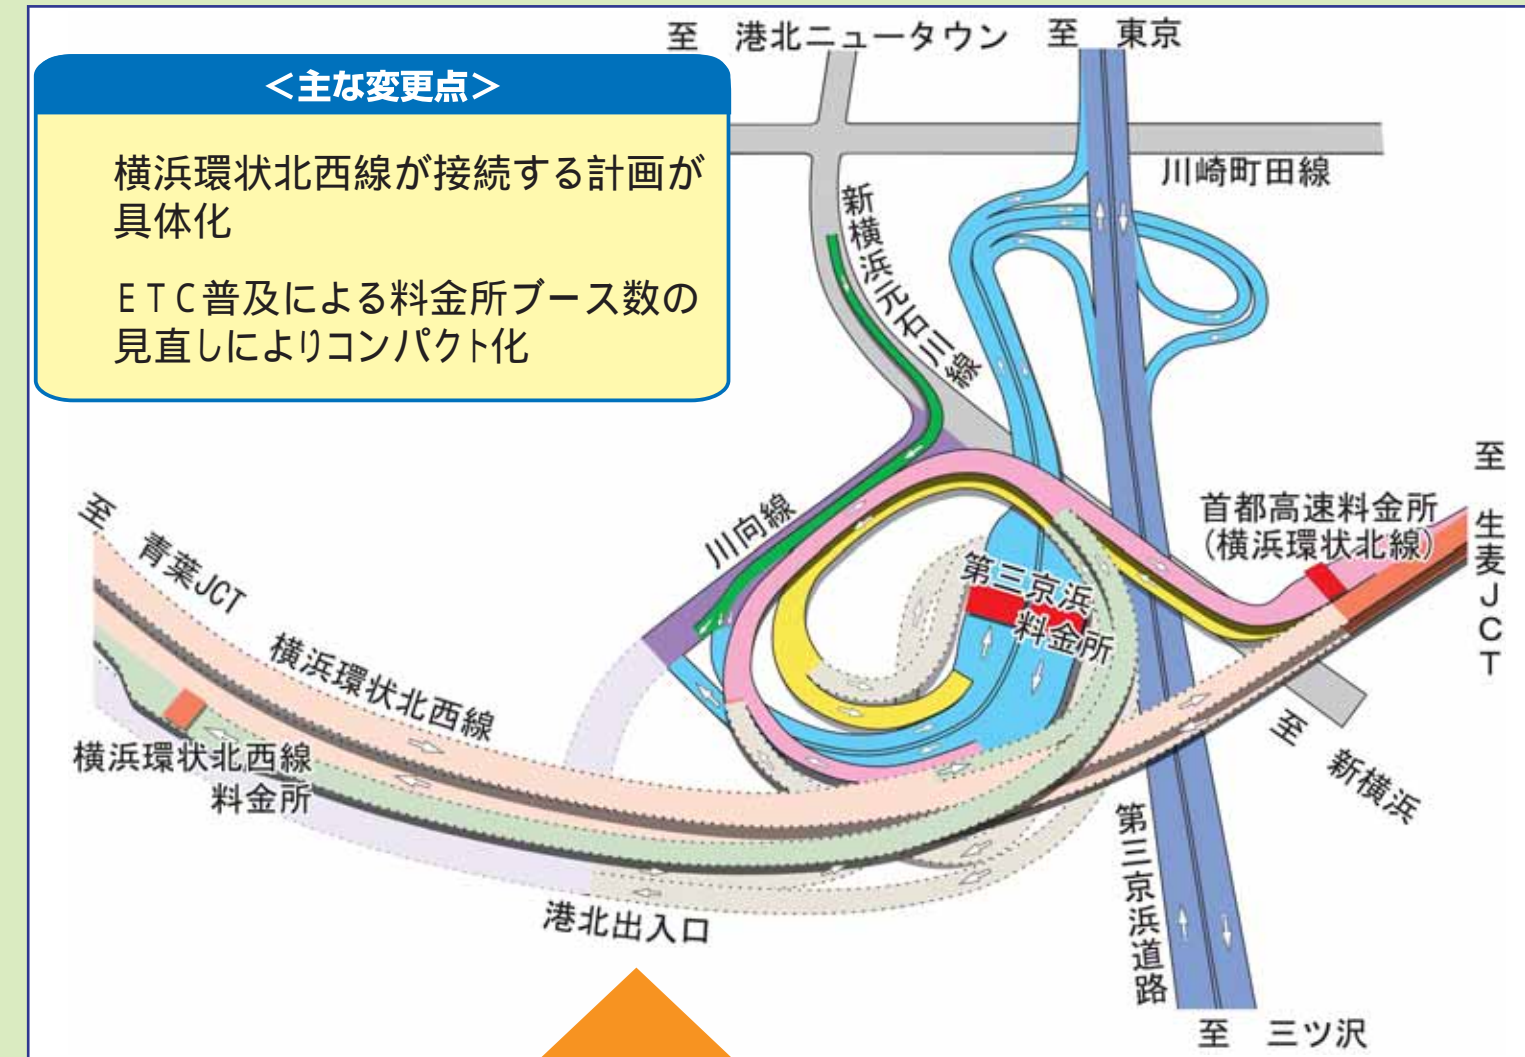 至　港北ニュータウン
至　東京
＜主な変更点＞
横浜環状北西線が接続する計画が
具体化
ＥＴＣ普及による料金所ブース数の
見直しによりコンパクト化
川崎町田線
新横浜元石川線
至　生麦ＪＣＴ
首都高速料金所
（横浜環状北線）
川向線
至　青葉JCT
第三京浜
料金所
横浜環状北西線
横浜環状北西線
料金所
至　新横浜
第三京浜道路
港北出入口
至　三ツ沢